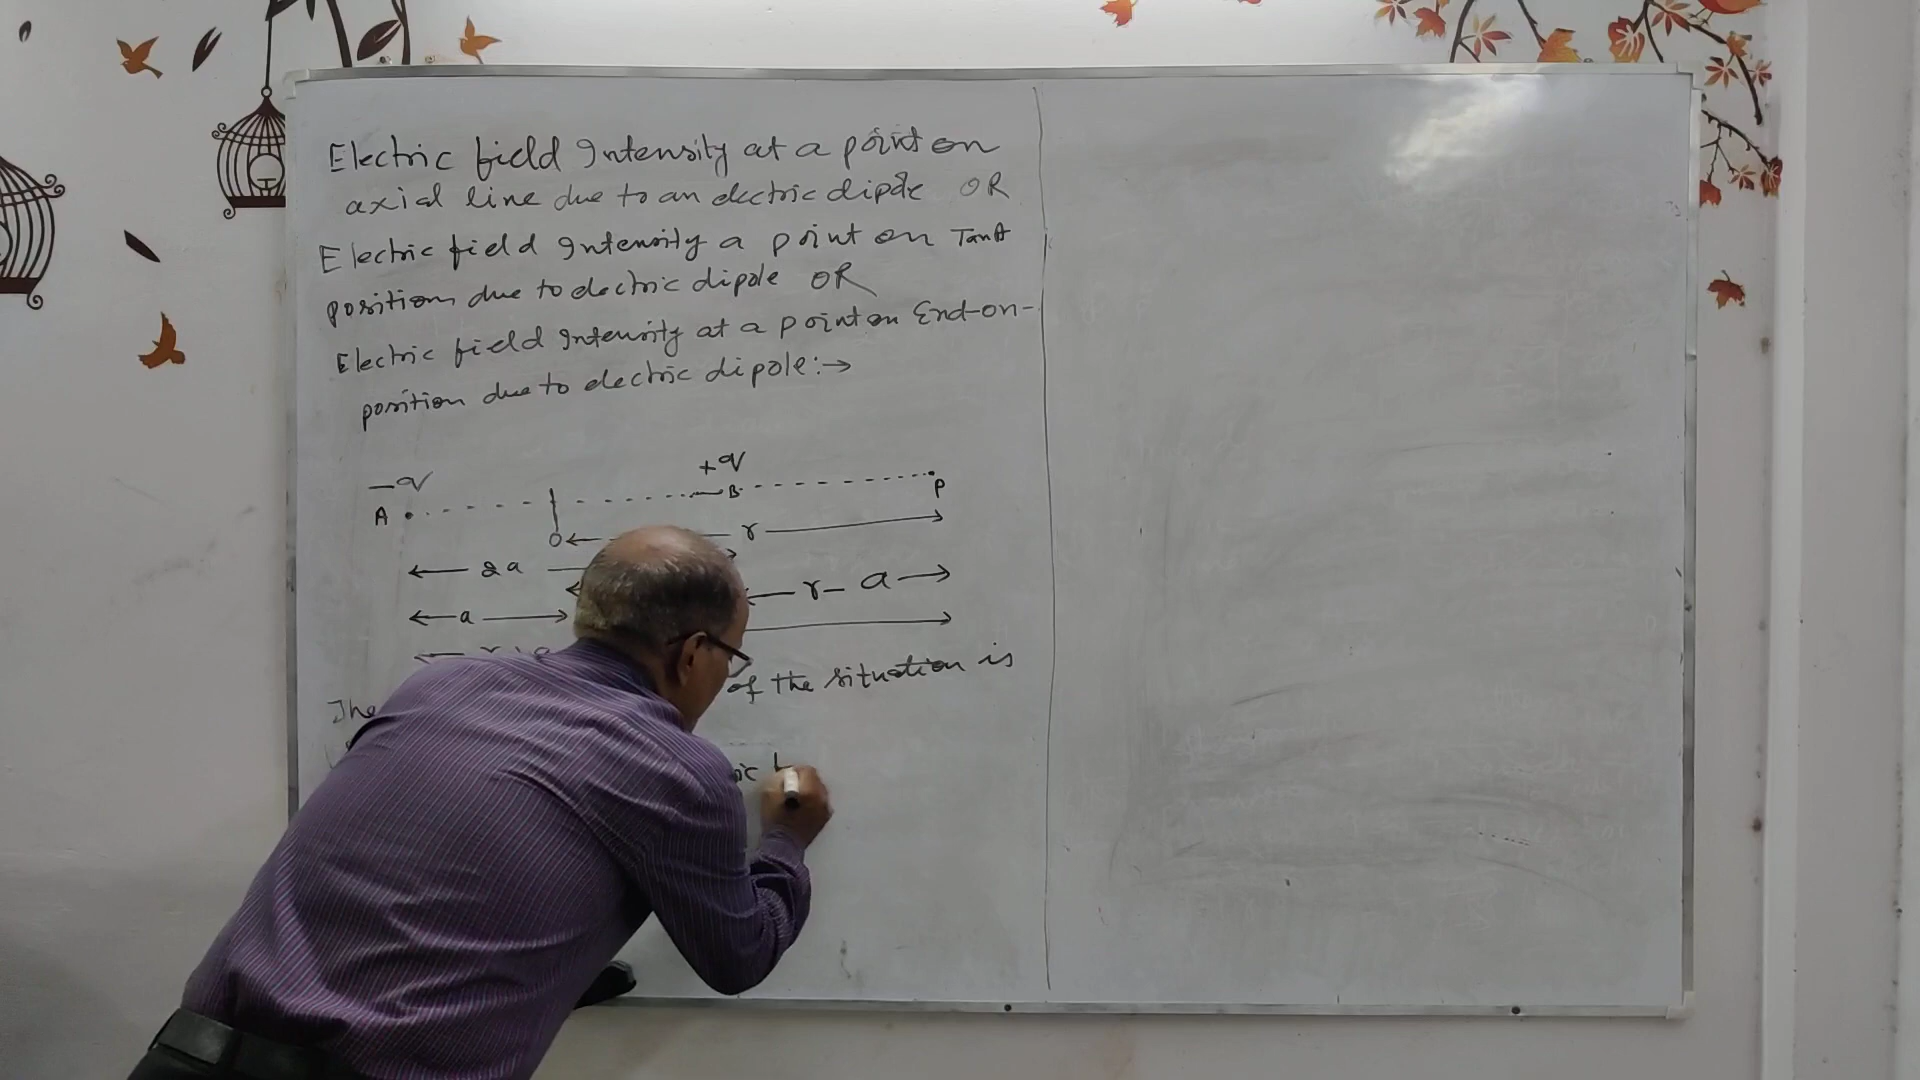 Electric field Intensity at a point on
axial line due to an electric dipole OR
Electric field Intensity a point on TanA
position due to electric dipole OR
Electric field Intensity at a point on End-on-
position due to electric dipole:→
-q +q
A B P
O r
2a
r- a
a
of the situation is
The